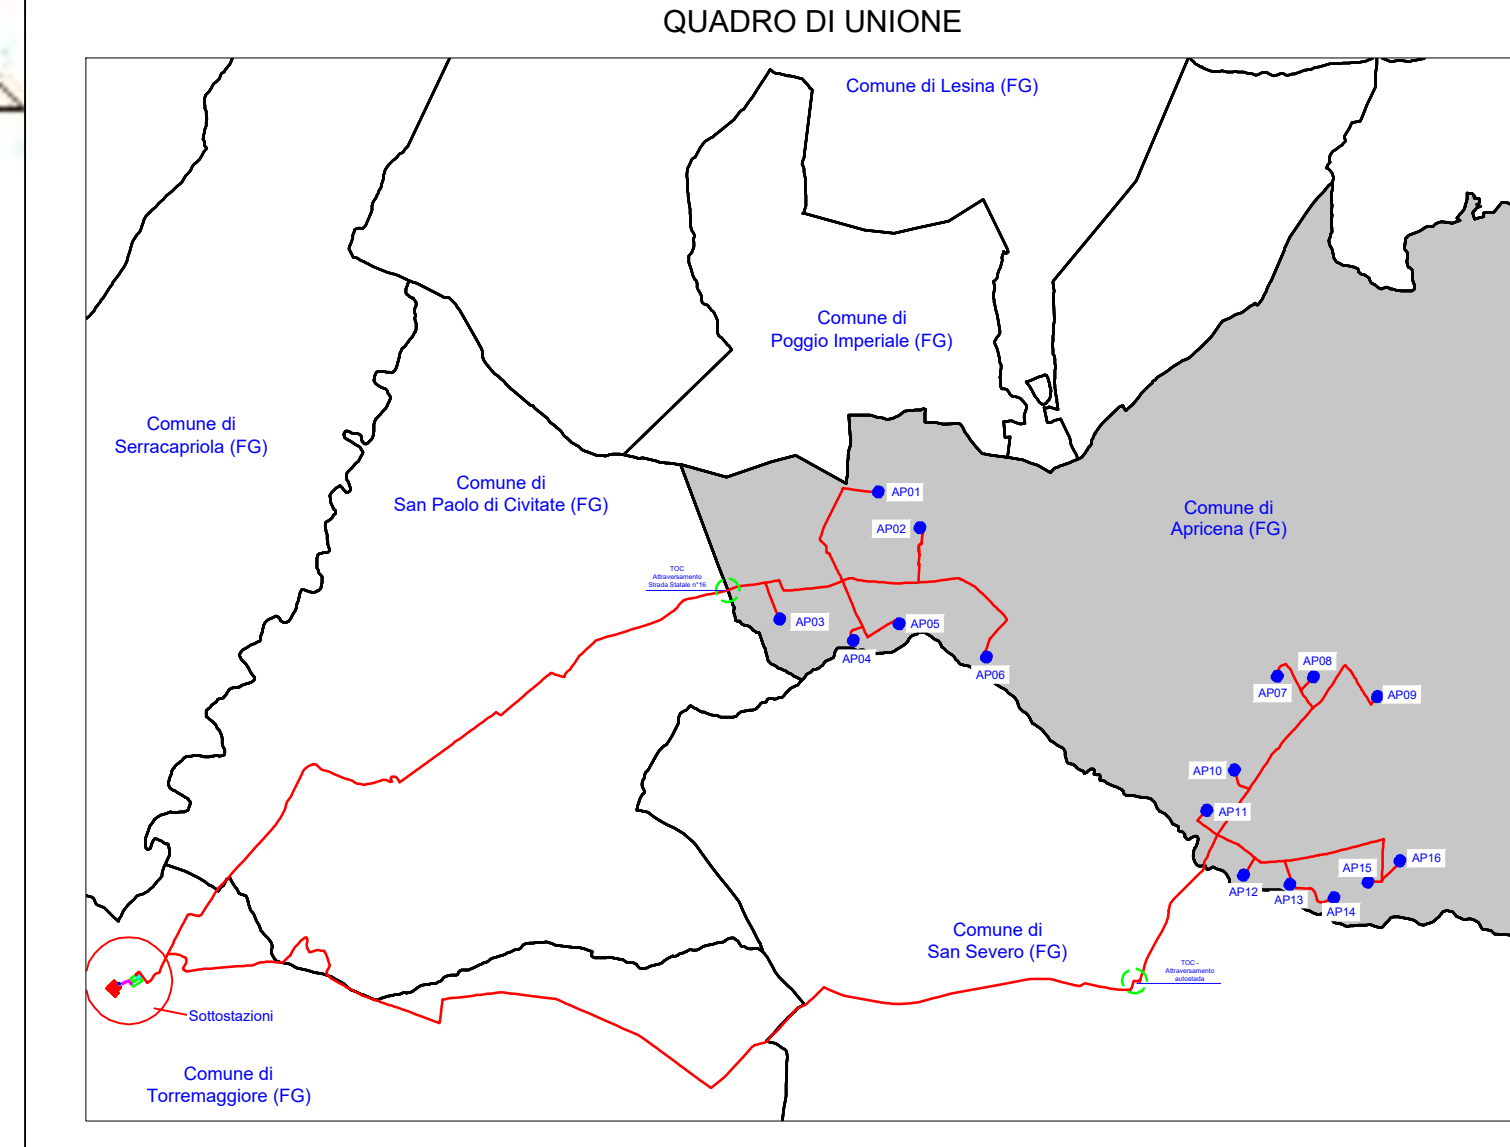 QUADRO DI UNIONE
Comune di Lesina (FG)
Comune di
Poggio Imperiale (FG)
Comune di
Serracapriola (FG)
Comune di
San Paolo di Civitate (FG)
Comune di
Apricena (FG)
AP01
AP02
TOC
Attraversamento
Strada Statale n°16
AP03
AP05
AP04
AP06
AP08
AP07
AP09
AP10
AP11
AP16
AP15
AP12
AP13
AP14
Comune di
San Severo (FG)
TOC -
Attraversamento
autostada
Sottostazioni
Comune di
Torremaggiore (FG)